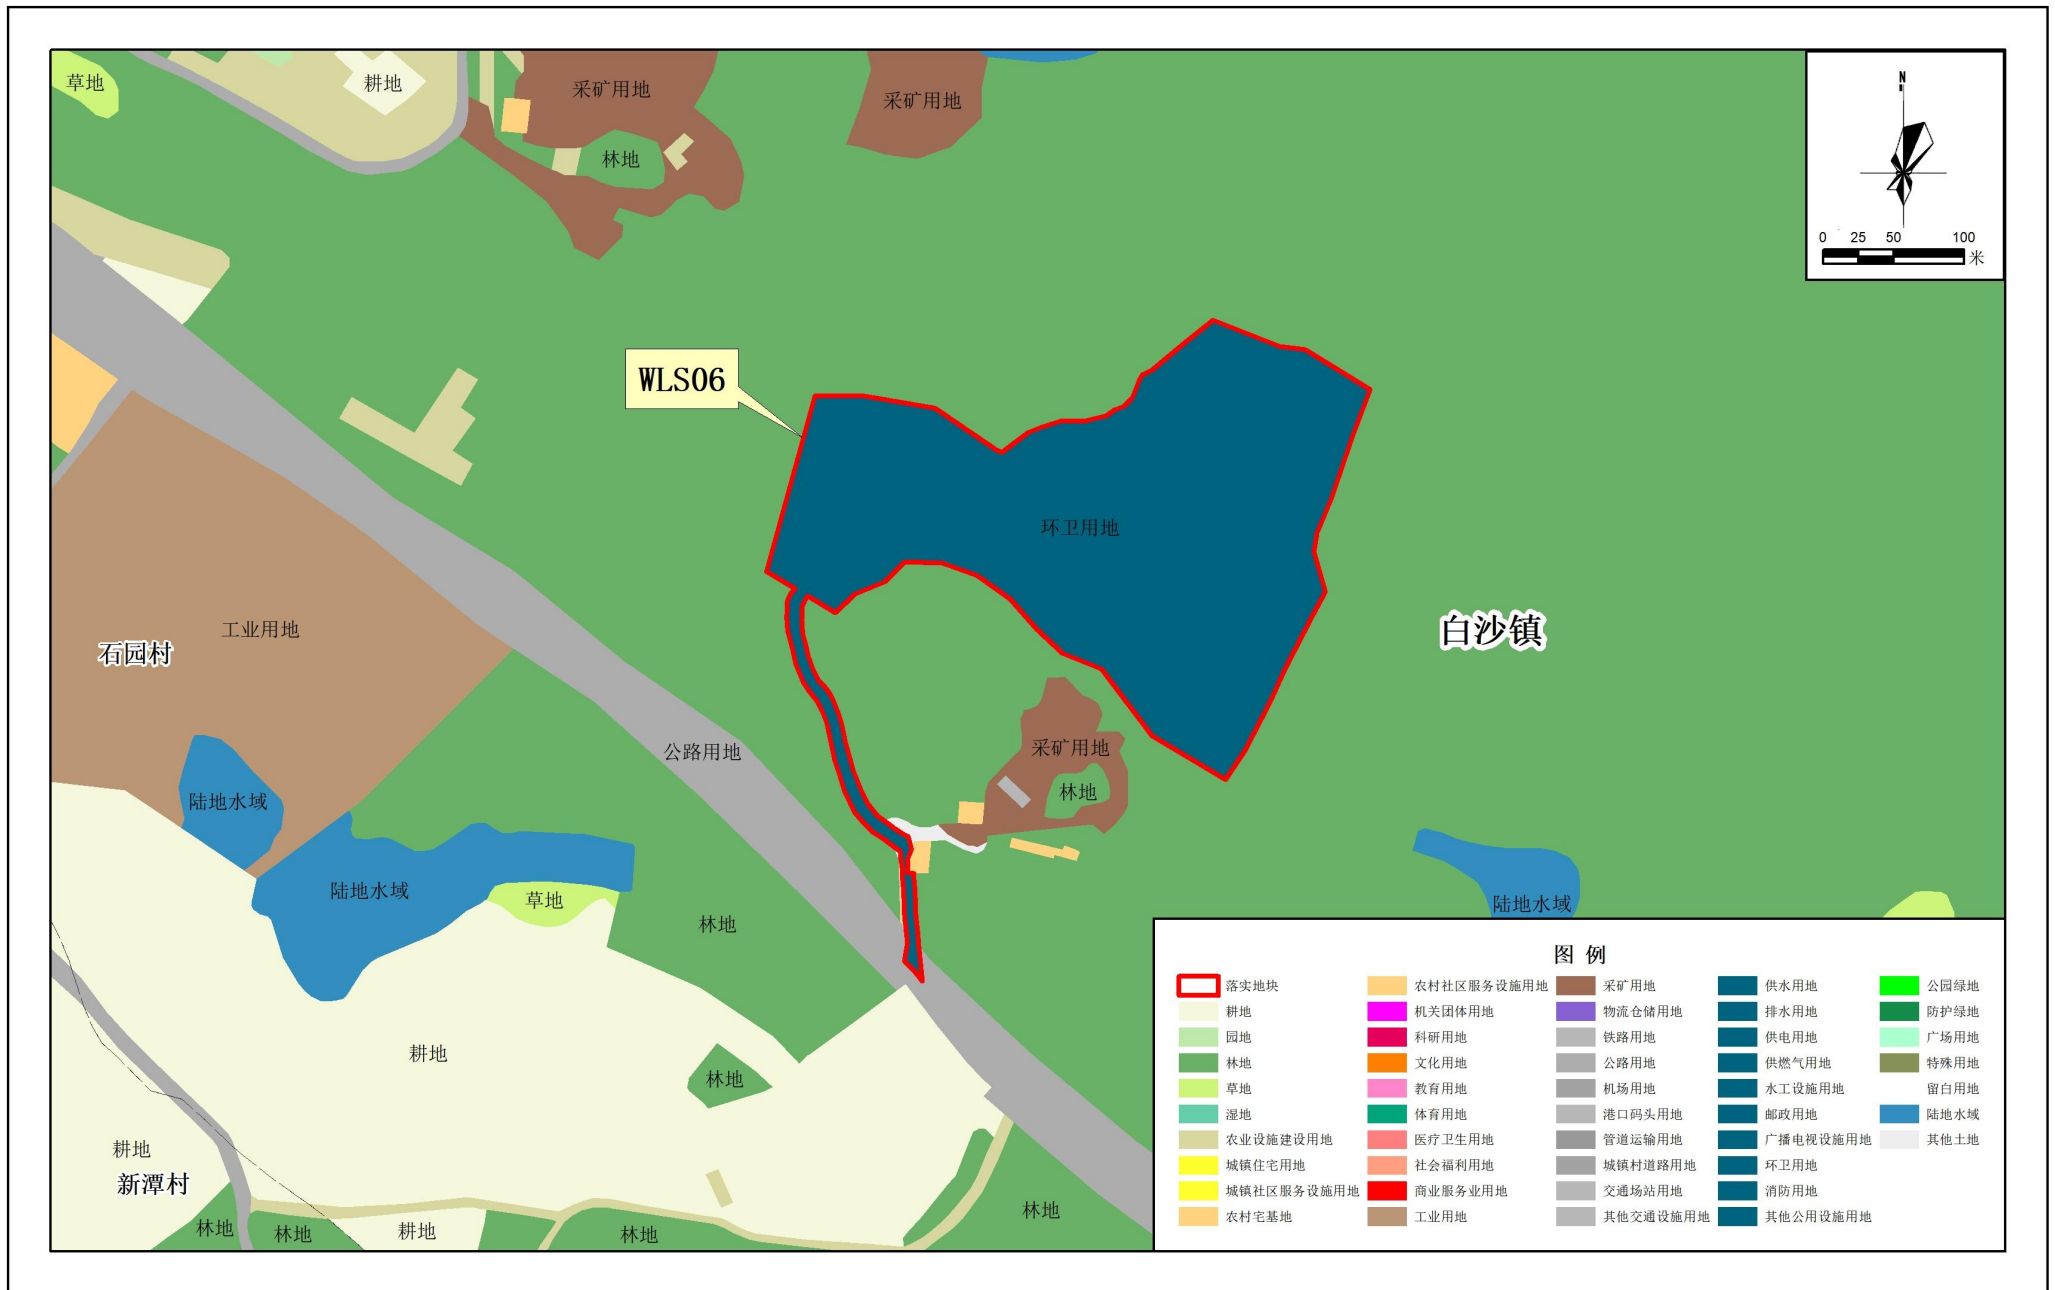 草地
耕地
采矿用地
采矿用地
林地
N
0 25 50 100
米
WLS06
环卫用地
工业用地
石园村
白沙镇
公路用地
采矿用地
林地
陆地水域
陆地水域
草地
林地
陆地水域
耕地
林地
耕地
新潭村
林地
林地
耕地
林地
林地
图 例
落实地块
耕地
园地
林地
草地
湿地
农业设施建设用地
城镇住宅用地
城镇社区服务设施用地
农村宅基地
农村社区服务设施用地
机关团体用地
科研用地
文化用地
教育用地
体育用地
医疗卫生用地
社会福利用地
商业服务业用地
工业用地
采矿用地
物流仓储用地
铁路用地
公路用地
机场用地
港口码头用地
管道运输用地
城镇村道路用地
交通场站用地
其他交通设施用地
供水用地
排水用地
供电用地
供燃气用地
水工设施用地
邮政用地
广播电视设施用地
环卫用地
消防用地
其他公用设施用地
公园绿地
防护绿地
广场用地
特殊用地
留白用地
陆地水域
其他土地